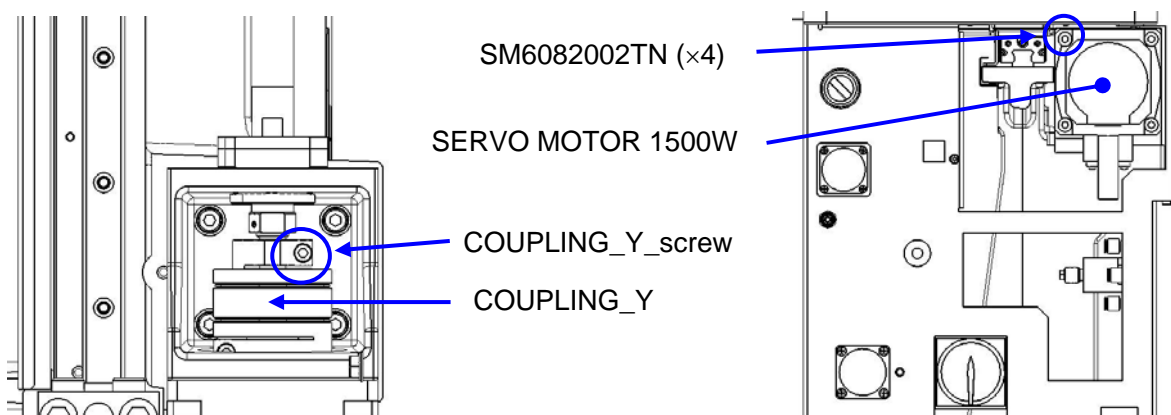 SM6082002TN (×4)
SERVO MOTOR 1500W
COUPLING_Y_screw
COUPLING_Y